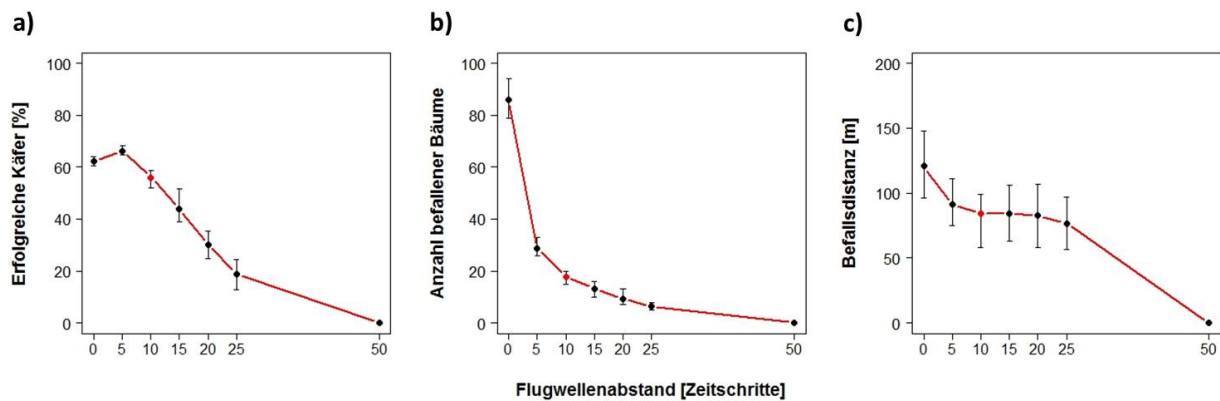 a)
Erfolgreiche Käfer [%]
100
80
60
40
20
0
0 5 10 15 20 25 50
b)
Anzahl befallener Bäume
100
80
60
40
20
0
0 5 10 15 20 25 50
c)
Befallsdistanz [m]
200
150
100
50
0
0 5 10 15 20 25 50
Flugwellenabstand [Zeitschritte]